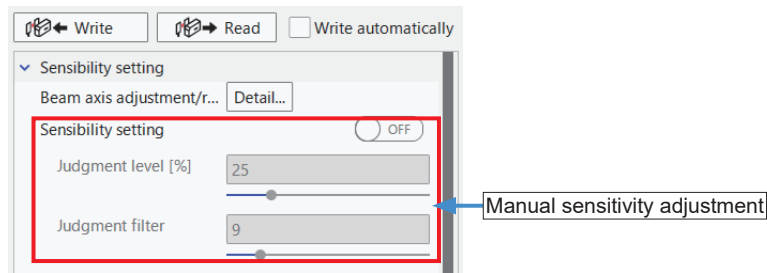 Write Read Write automatically
Sensibility setting
Beam axis adjustment/r... Detail...
Sensibility setting OFF
Judgment level [%] 25
Manual sensitivity adjustment
Judgment filter 9